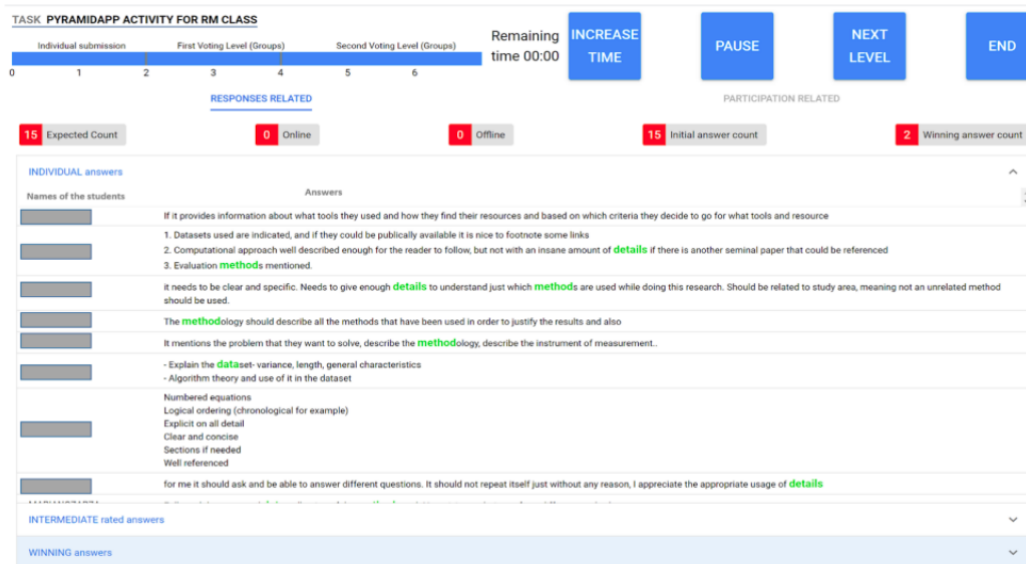 TASK PYRAMIDAPP ACTIVITY FOR RM CLASS
Individual submission First Voting Level (Groups) Second Voting Level (Groups)
0 1 2 3 4 5 6
Remaining
time 00:00
INCREASE
TIME
PAUSE
NEXT
LEVEL
END
RESPONSES RELATED
PARTICIPATION RELATED
15 Expected Count
0 Online
0 Offline
15 Initial answer count
2 Winning answer count
INDIVIDUAL answers
Names of the students
Answers
If it provides information about what tools they used and how they find their resources and based on which criteria they decide to go for what tools and resource
1. Datasets used are indicated, and if they could be publically available it is nice to footnote some links
2. Computational approach well described enough for the reader to follow, but not with an insane amount of details if there is another seminal paper that could be referenced
3. Evaluation methods mentioned.
it needs to be clear and specific. Needs to give enough details to understand just which methods are used while doing this research. Should be related to study area, meaning not an unrelated method
should be used.
The methodology should describe all the methods that have been used in order to justify the results and also
It mentions the problem that they want to solve, describe the methodology, describe the instrument of measurement..
- Explain the dataset- variance, length, general characteristics
- Algorithm theory and use of it in the dataset
Numbered equations
Logical ordering (chronological for example)
Explicit on all detail
Clear and concise
Sections if needed
Well referenced
for me it should ask and be able to answer different questions. It should not repeat itself just without any reason, I appreciate the appropriate usage of details
INTERMEDIATE rated answers
WINNING answers